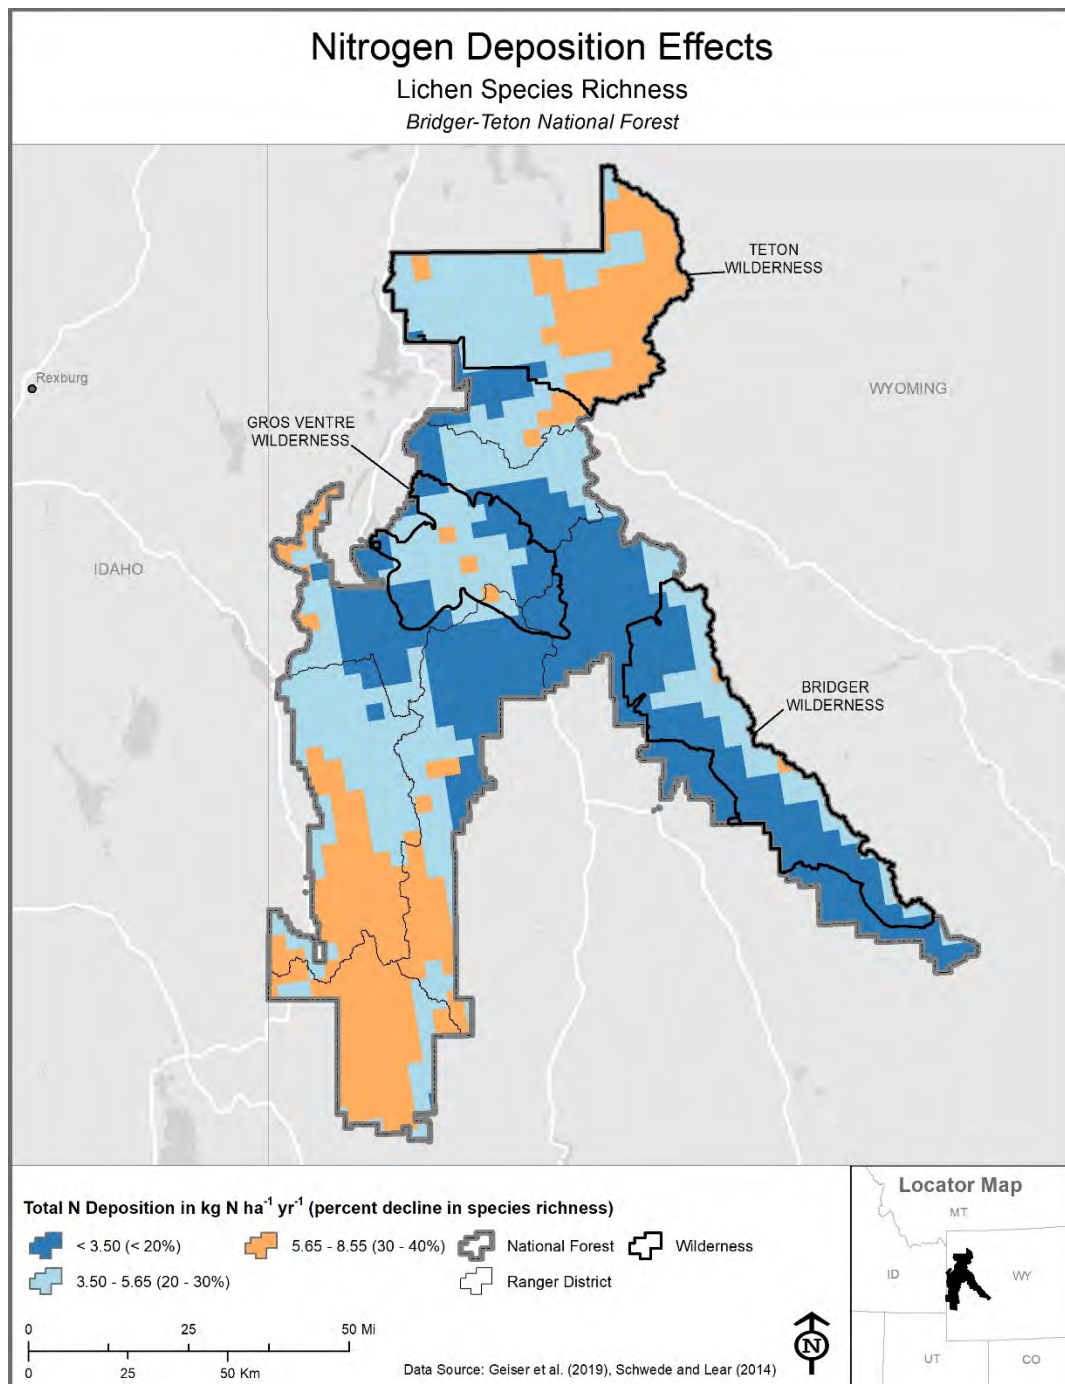 Nitrogen Deposition Effects
Lichen Species Richness
Bridger-Teton National Forest
TETON
WILDERNESS
Rexburg
WYOMING
GROS VENTRE
WILDERNESS
IDAHO
BRIDGER
WILDERNESS
Total N Deposition in kg N ha⁻¹ yr⁻¹ (percent decline in species richness)
< 3.50 (< 20%)
5.65 - 8.55 (30 - 40%)
National Forest
Wilderness
3.50 - 5.65 (20 - 30%)
Ranger District
0 25 50 Mi
0 25 50 Km
Data Source: Geiser et al. (2019), Schwede and Lear (2014)
N
Locator Map
MT
ID
WY
UT
CO